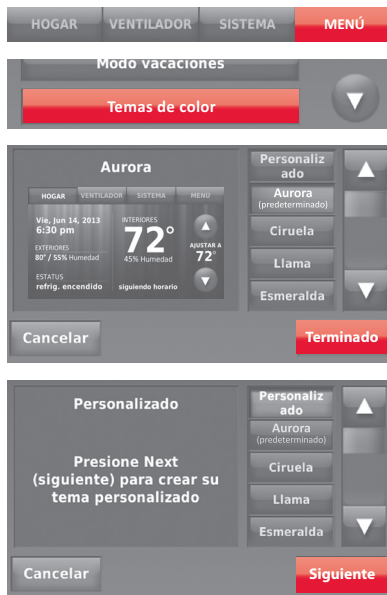 HOGAR VENTILADOR SISTEMA MENÚ
Modo vacaciones
Temas de color
Aurora
HOGAR VENTILADOR SISTEMA MENÚ
Vie, Jun 14, 2013
6:30 pm
EXTERIORES
80° / 55% Humedad
ESTATUS
refrig. encendido
INTERIORES
72°
45% Humedad
siguiendo horario
AJUSTAR A
72°
Personaliz
ado
Aurora
(predeterminado)
Ciruela
Llama
Esmeralda
Cancelar
Terminado
Personalizado
Presione Next
(siguiente) para crear su
tema personalizado
Personaliz
ado
Aurora
(predeterminado)
Ciruela
Llama
Esmeralda
Cancelar
Siguiente